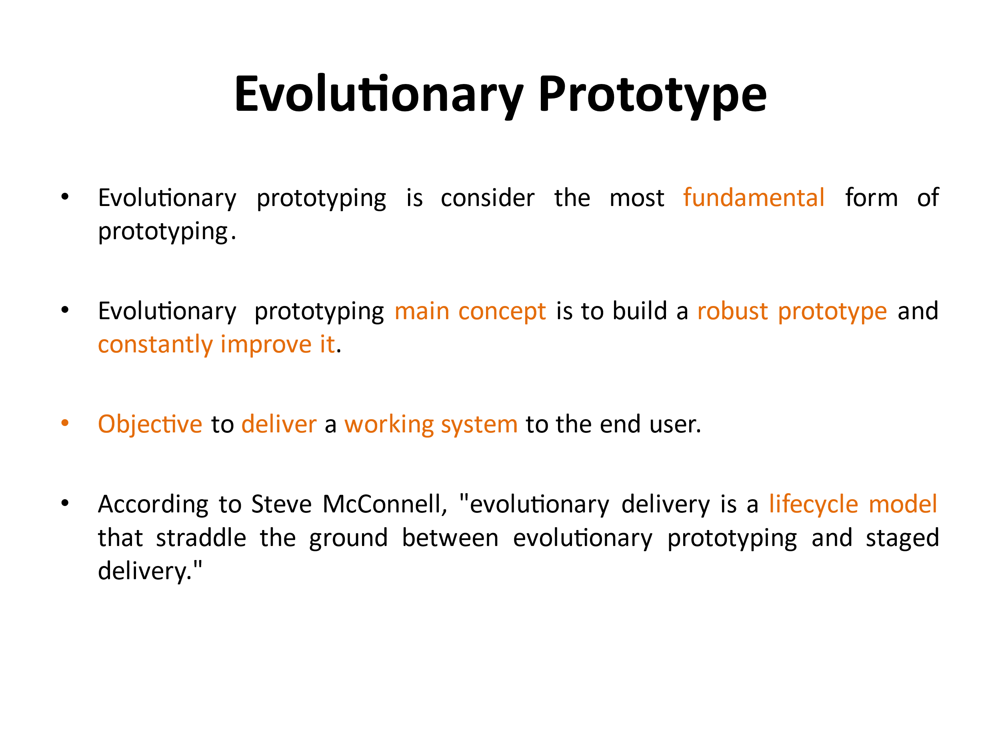 Evolutionary Prototype
• Evolutionary prototyping is consider the most fundamental form of
prototyping.
• Evolutionary prototyping main concept is to build a robust prototype and
constantly improve it.
• Objective to deliver a working system to the end user.
• According to Steve McConnell, "evolutionary delivery is a lifecycle model
that straddle the ground between evolutionary prototyping and staged
delivery."